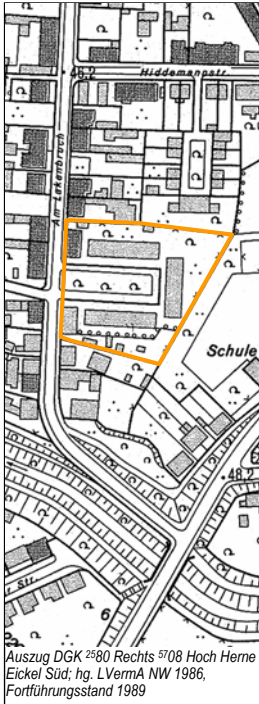 48,2
Hiddemannstr.
Am Lakenbruch
Schule
48,2
r Str.
6
Auszug DGK ²⁵80 Rechts ⁵⁷08 Hoch Herne
Eickel Süd; hg. LVermA NW 1986,
Fortführungsstand 1989